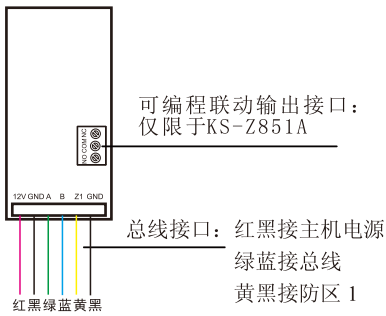 可编程联动输出接口：
仅限于KS-Z851A
NO COM NC
12V GND A B Z1 GND
总线接口：红黑接主机电源
绿蓝接总线
黄黑接防区 1
红黑绿蓝黄黑